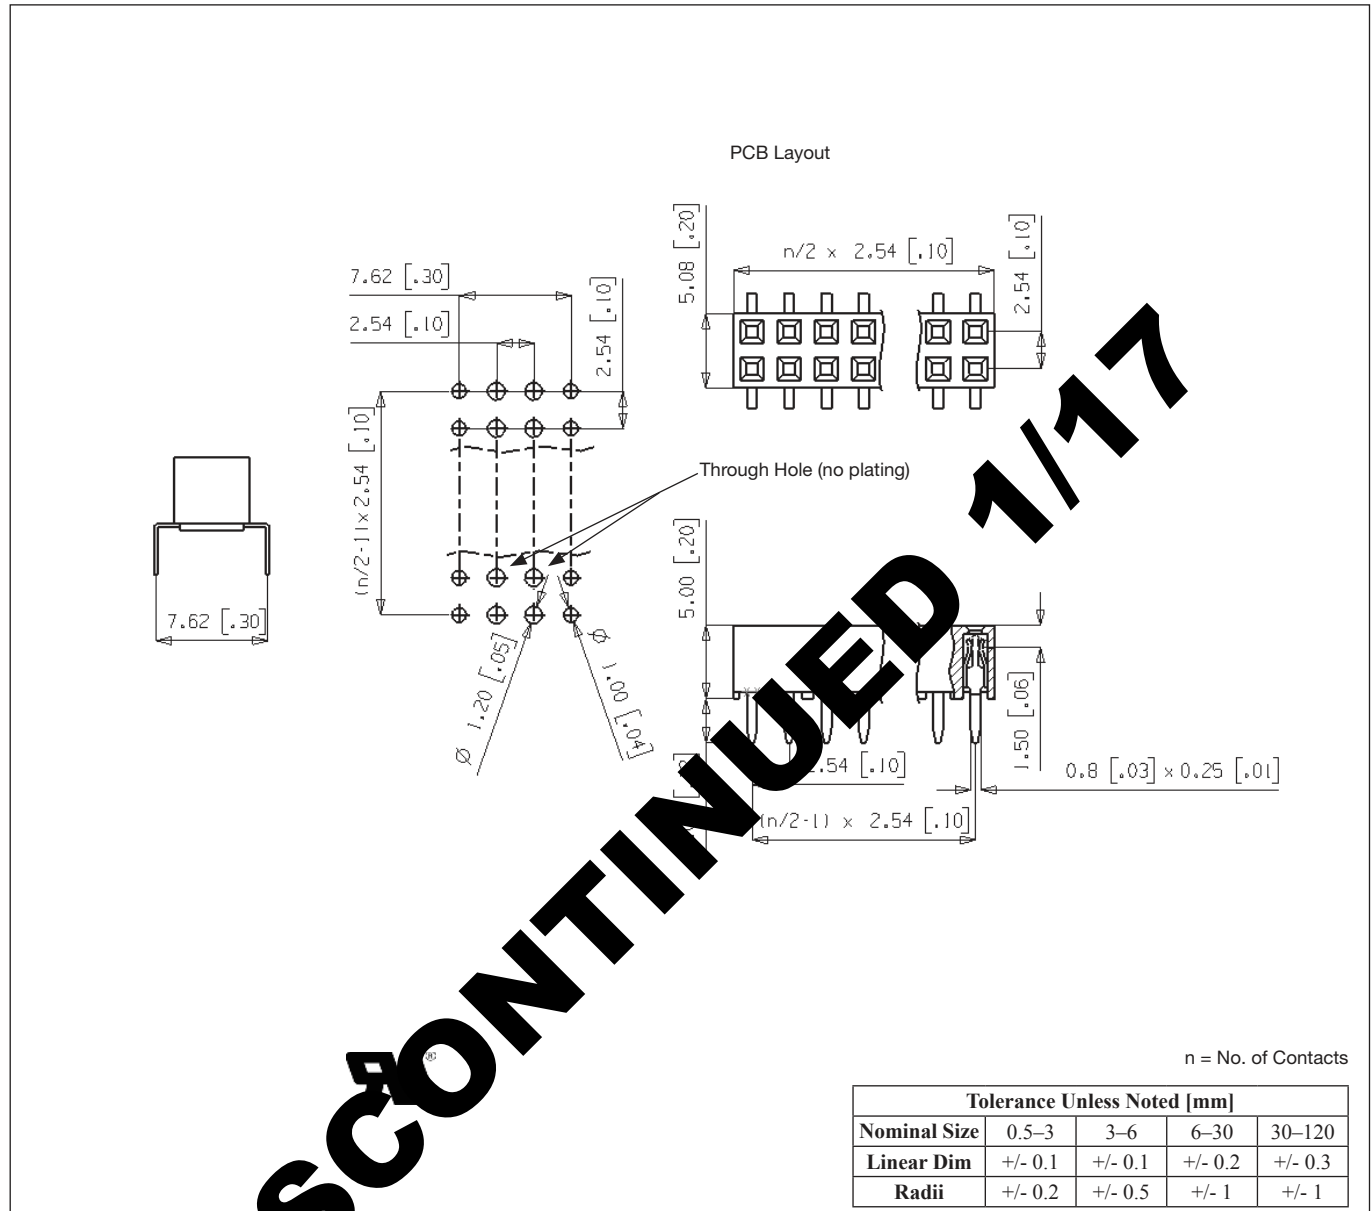 PCB Layout
5.08 [.20]
n/2 x 2.54 [.10]
2.54 [.10]
7.62 [.30]
2.54 [.10]
2.54 [.10]
(n/2-1)x2.54 [.10]
Through Hole (no plating)
7.62 [.30]
Ø 1.20 [.05]
Ø 1.00 [.04]
5.00 [.20]
1.50 [.06]
2.54 [.10]
0.8 [.03] x 0.25 [.01]
(n/2-1) x 2.54 [.10]
SCONTINUED 1/17
®
n = No. of Contacts
Tolerance Unless Noted [mm]
Nominal Size 0.5–3 3–6 6–30 30–120
Linear Dim +/- 0.1 +/- 0.1 +/- 0.2 +/- 0.3
Radii +/- 0.2 +/- 0.5 +/- 1 +/- 1